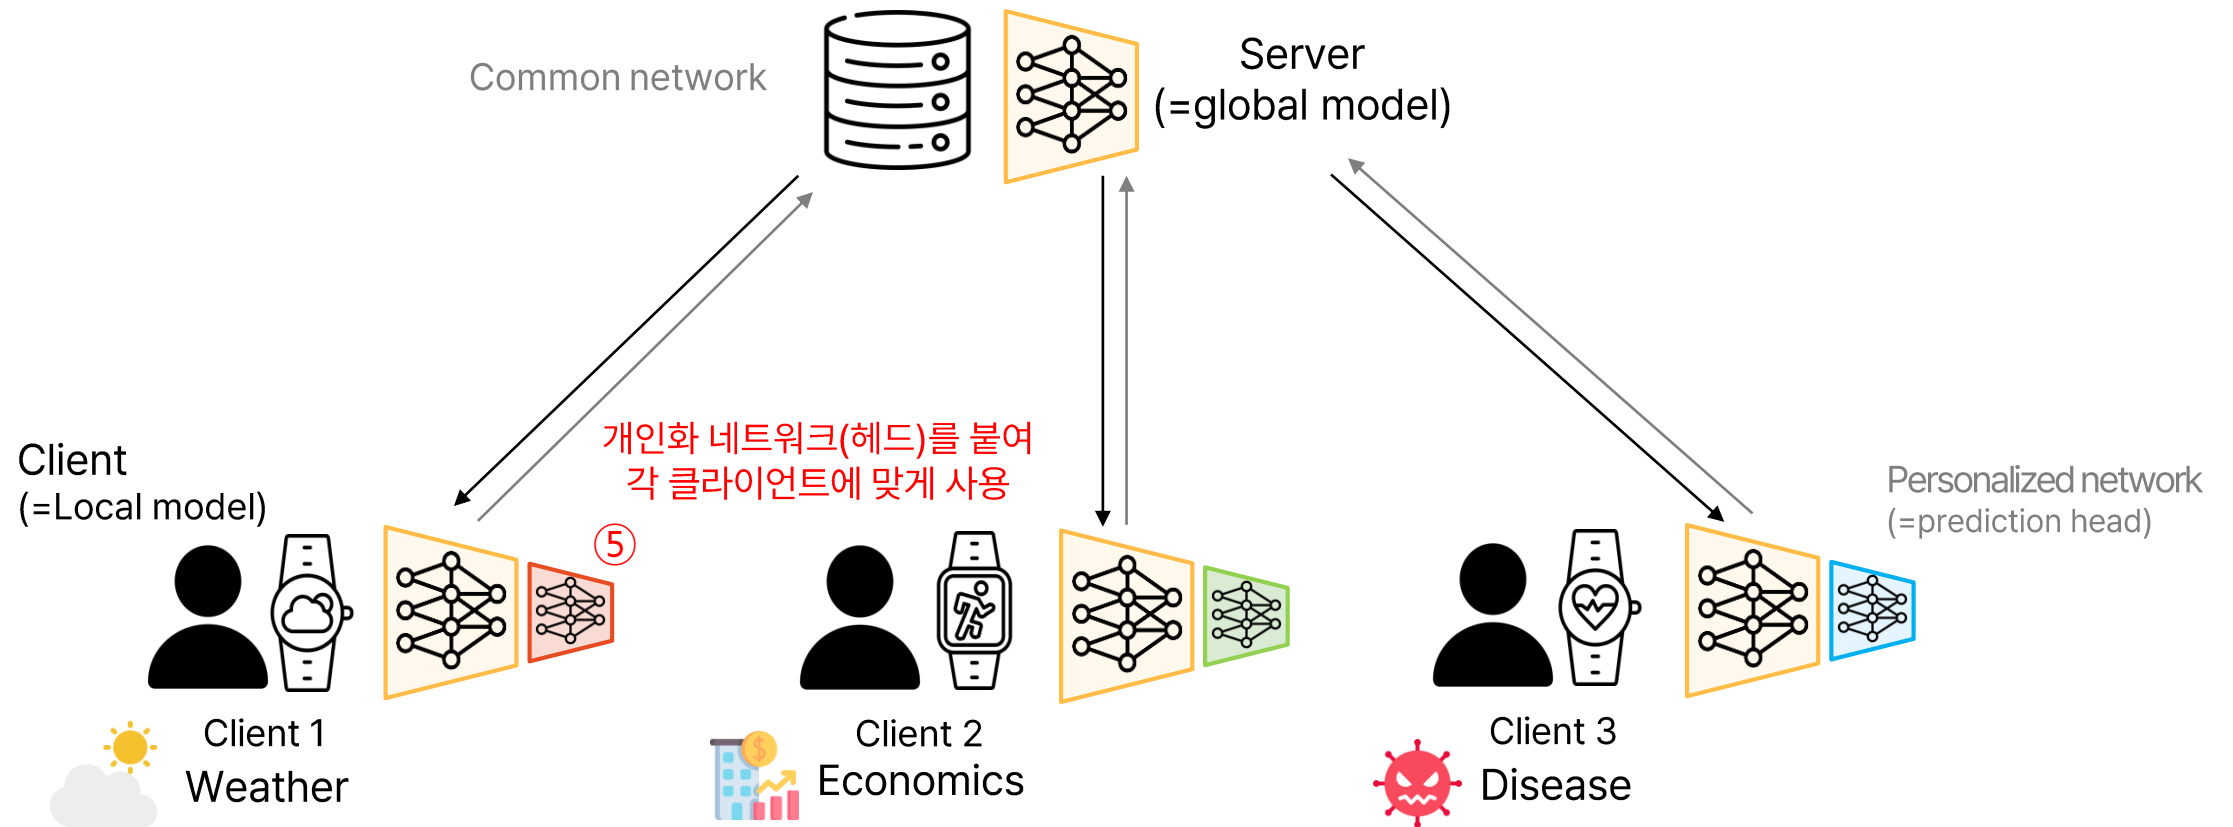 Common network
Server
(=global model)
개인화 네트워크(헤드)를 붙여
각 클라이언트에 맞게 사용
Client
(=Local model)
⑤
Personalized network
(=prediction head)
Client 1
Weather
Client 2
Economics
Client 3
Disease
$